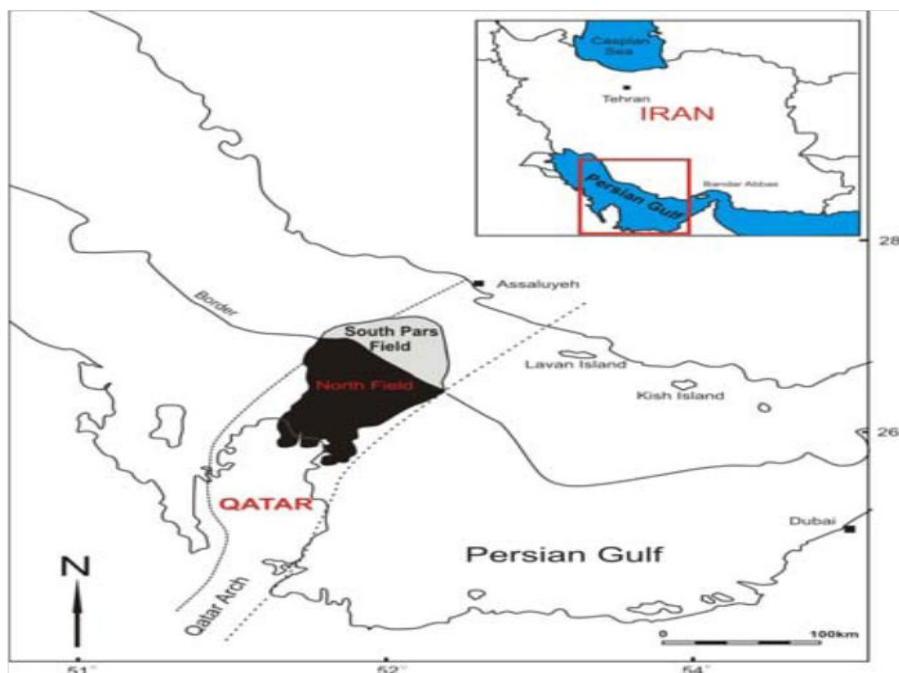 Caspian
Sea
Tehran
IRAN
Persian Gulf
Bandar Abbas
28
Border
Assaluyeh
South Pars
Field
North Field
Lavan Island
Kish Island
26
QATAR
Dubai
Persian Gulf
N
Qatar Arch
0 100km
51° 52° 54°